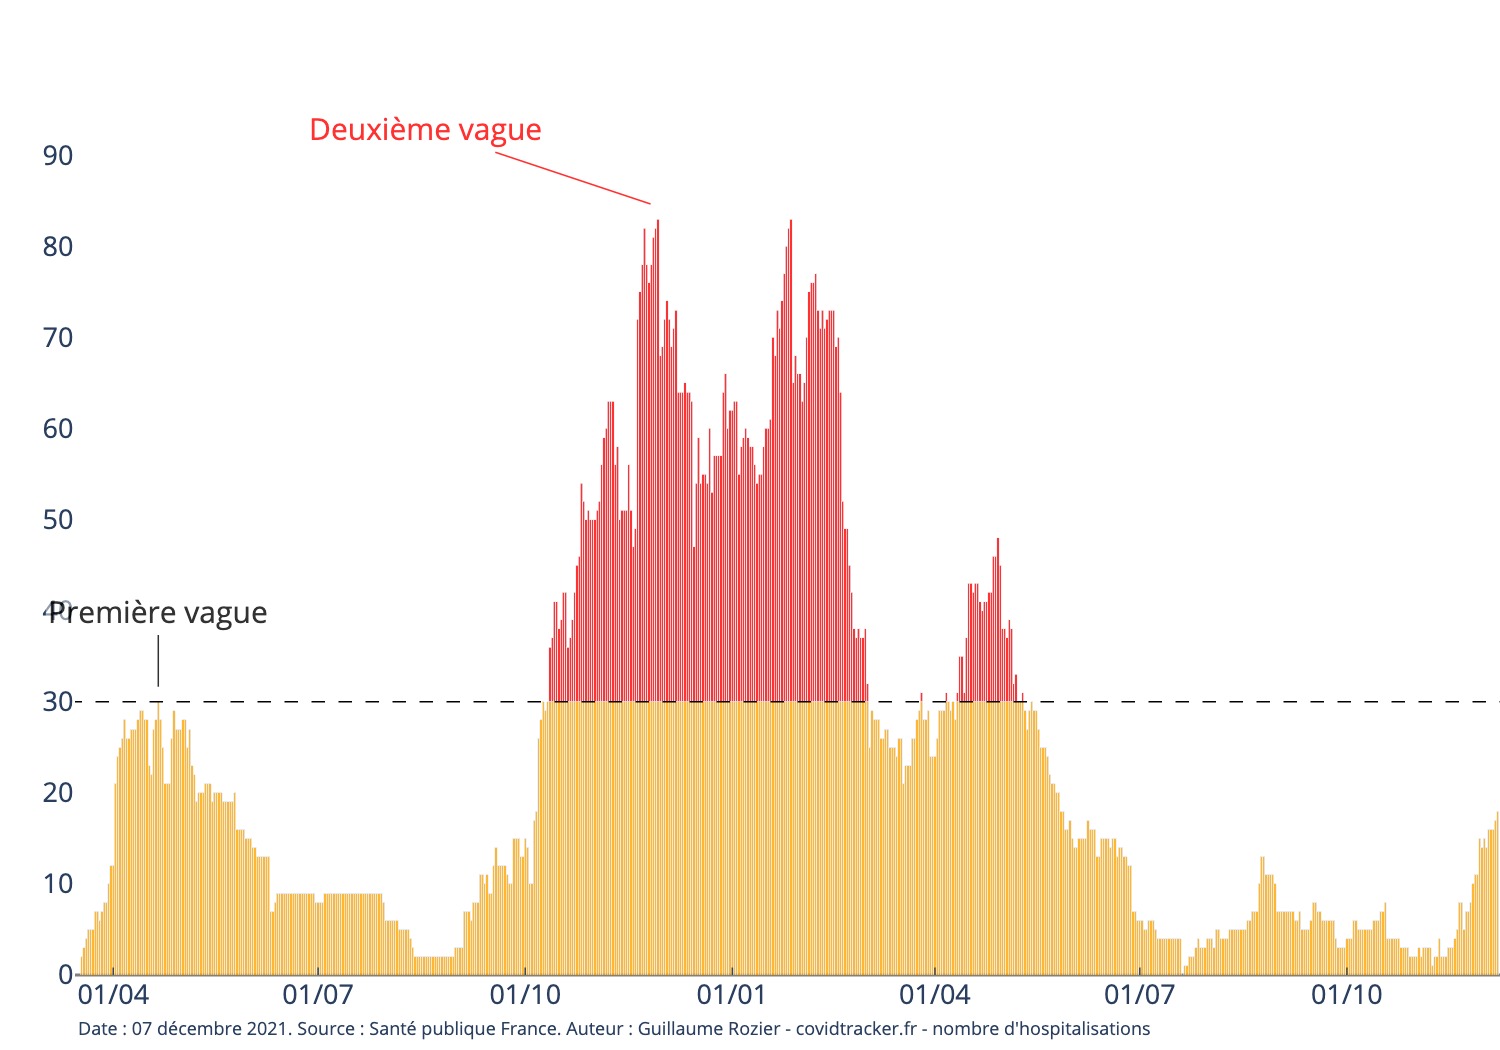 Deuxième vague
90
80
70
60
50
40
Première vague
30
20
10
0
01/04 01/07 01/10 01/01 01/04 01/07 01/10
Date : 07 décembre 2021. Source : Santé publique France. Auteur : Guillaume Rozier - covidtracker.fr - nombre d'hospitalisations